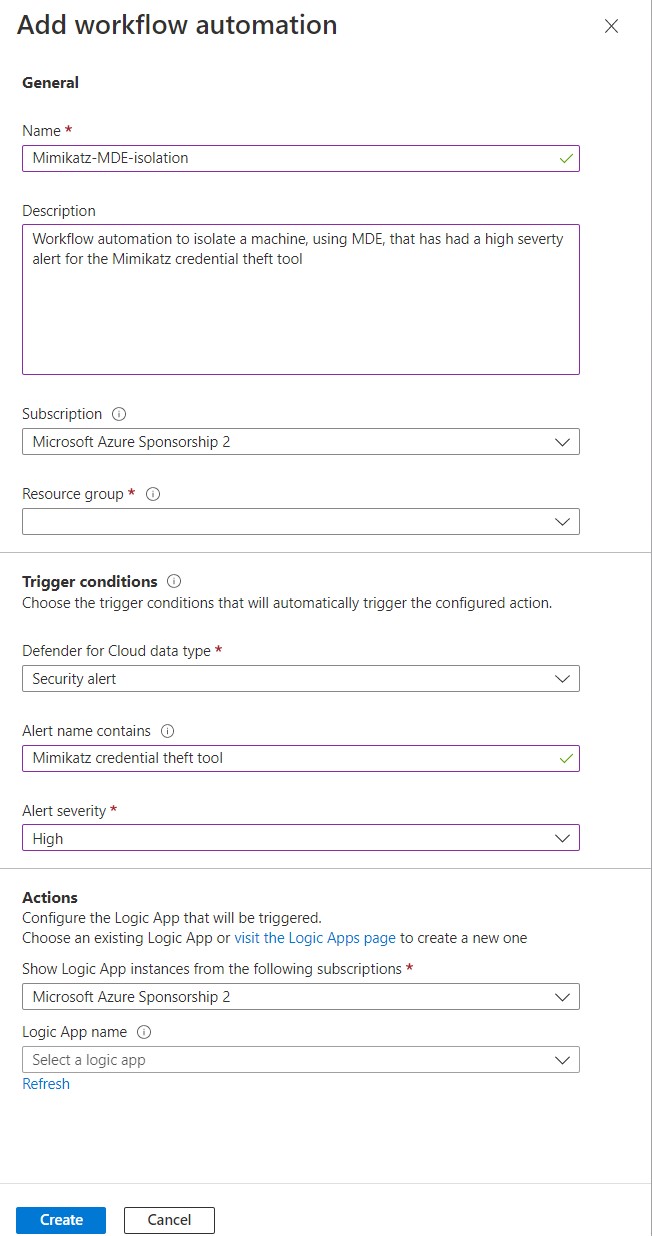 Add workflow automation
General
Name *
Mimikatz-MDE-isolation
Description
Workflow automation to isolate a machine, using MDE, that has had a high severty
alert for the Mimikatz credential theft tool
Subscription
Microsoft Azure Sponsorship 2
Resource group *
Trigger conditions
Choose the trigger conditions that will automatically trigger the configured action.
Defender for Cloud data type *
Security alert
Alert name contains
Mimikatz credential theft tool
Alert severity *
High
Actions
Configure the Logic App that will be triggered.
Choose an existing Logic App or visit the Logic Apps page to create a new one
Show Logic App instances from the following subscriptions *
Microsoft Azure Sponsorship 2
Logic App name
Select a logic app
Refresh
Create Cancel